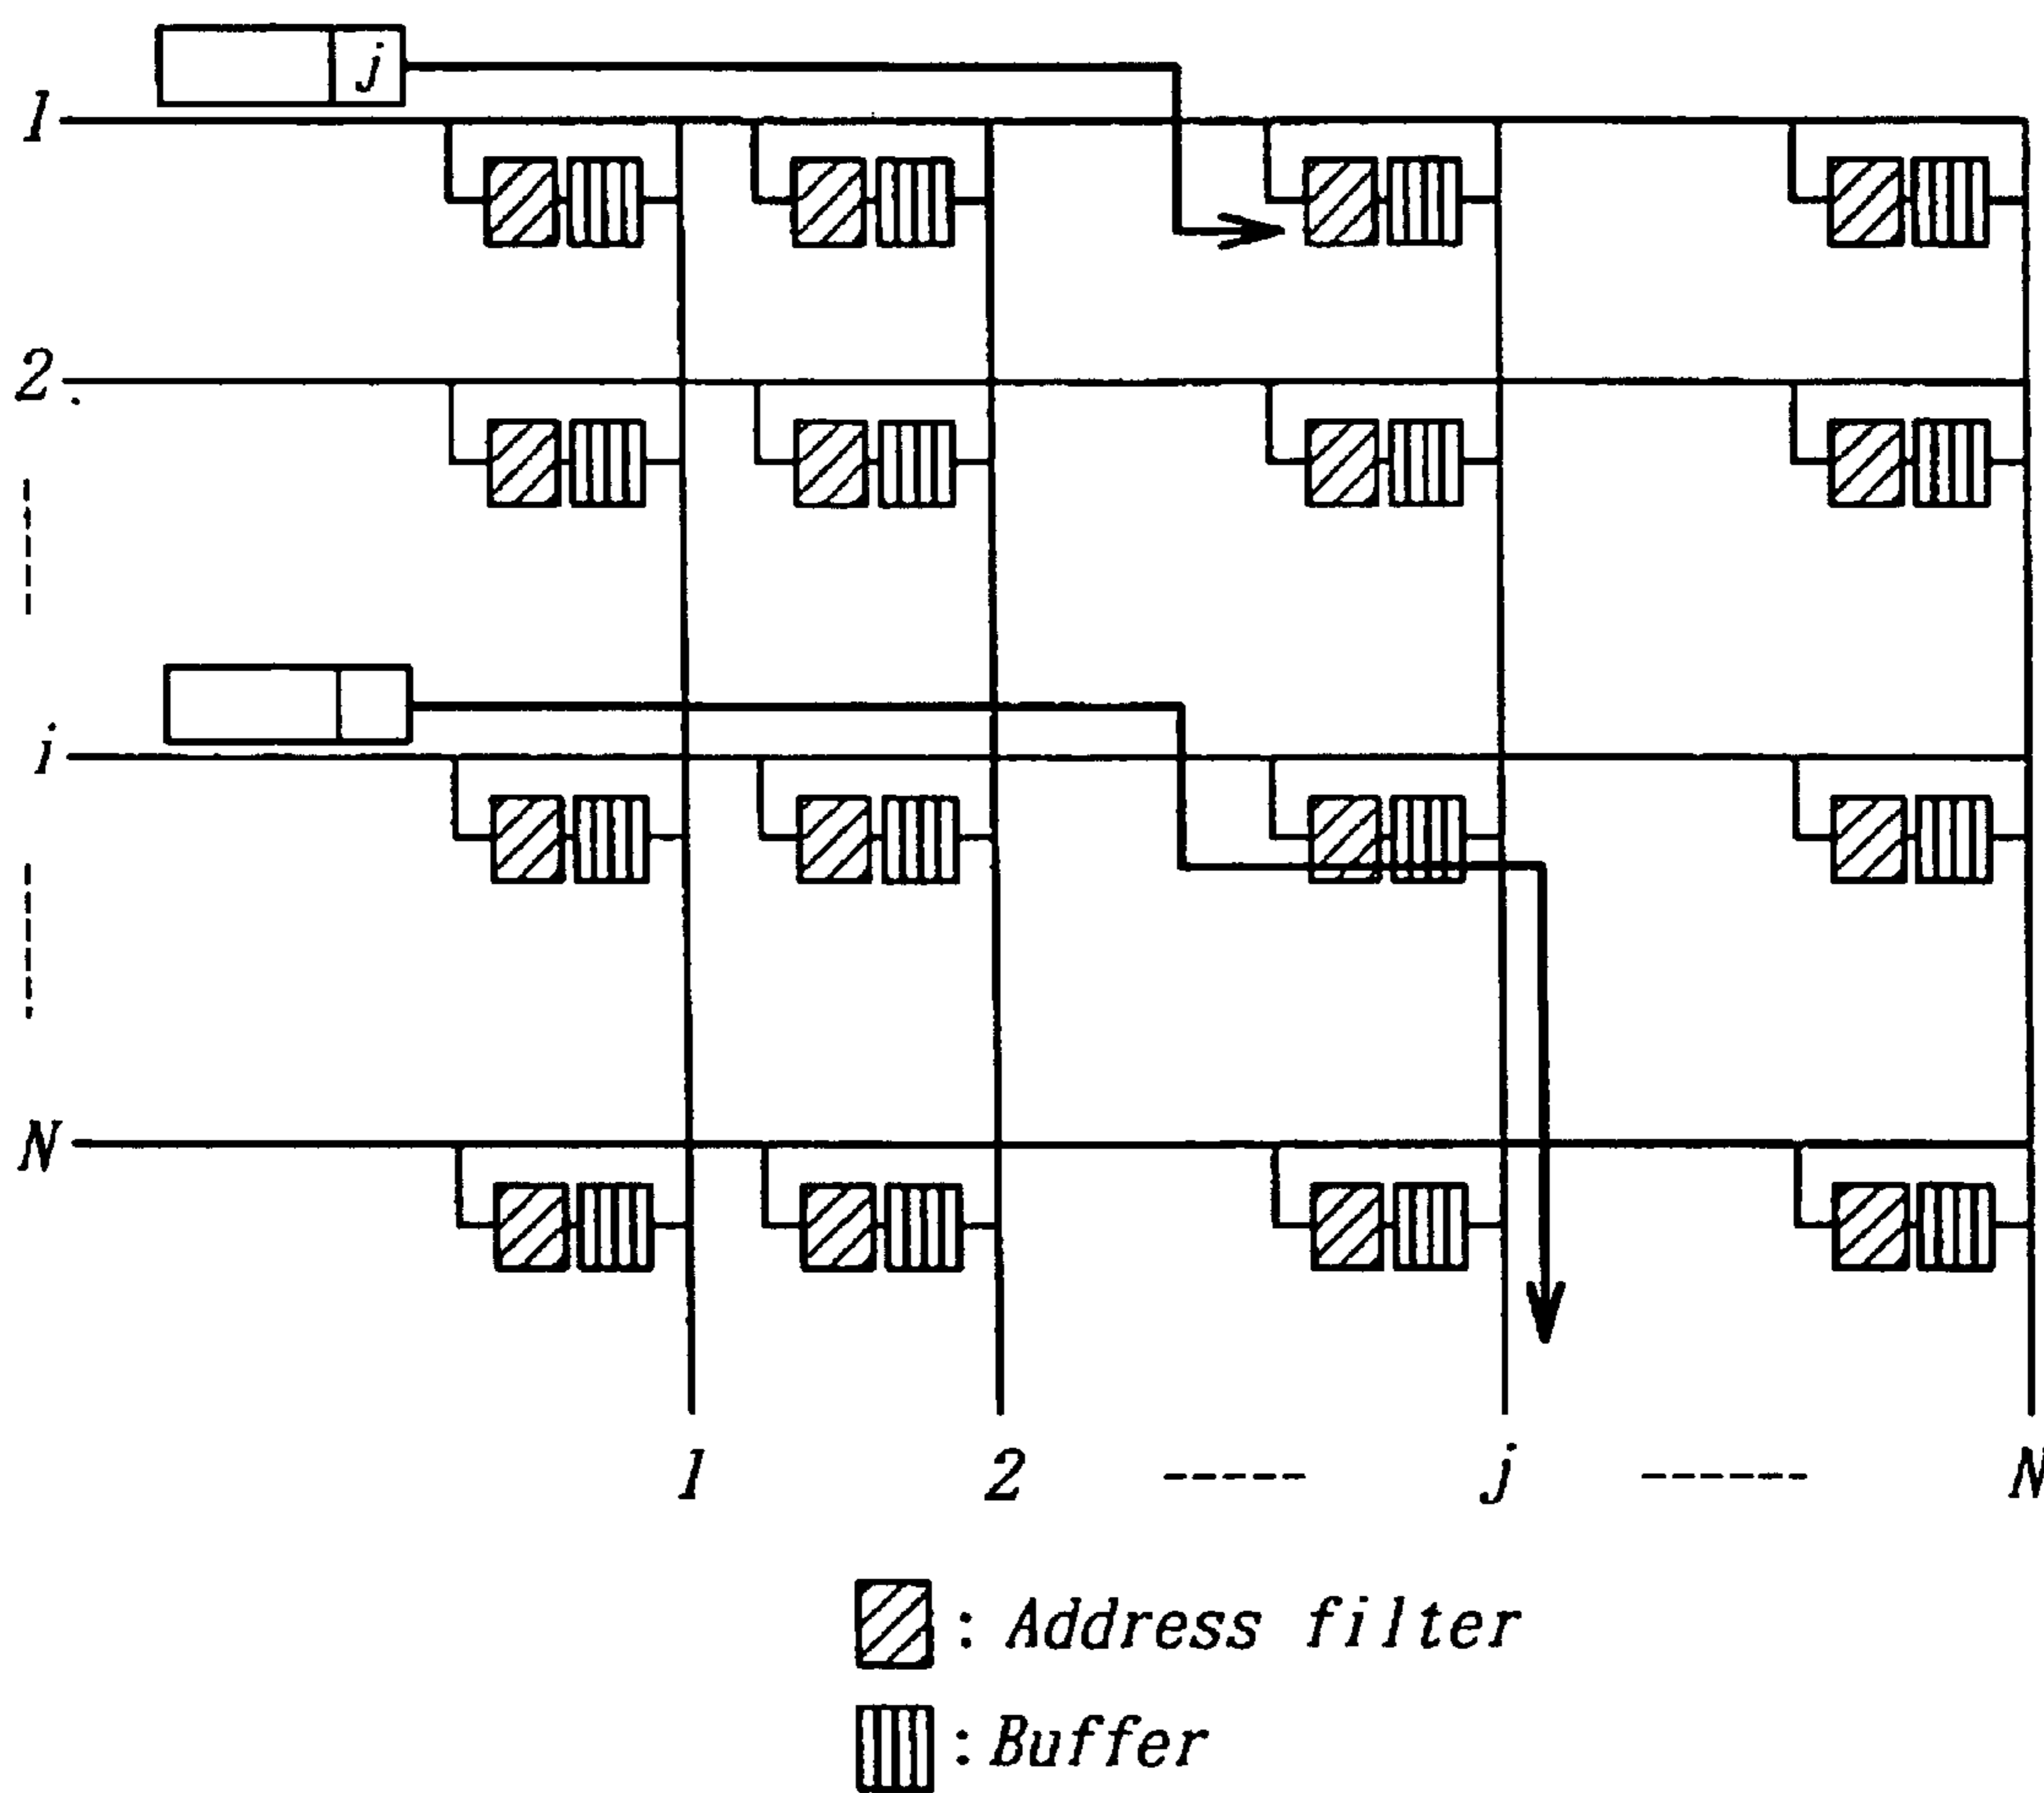 j
1
2
i
N
1 2 ----- j ------ N
: Address filter
: Buffer